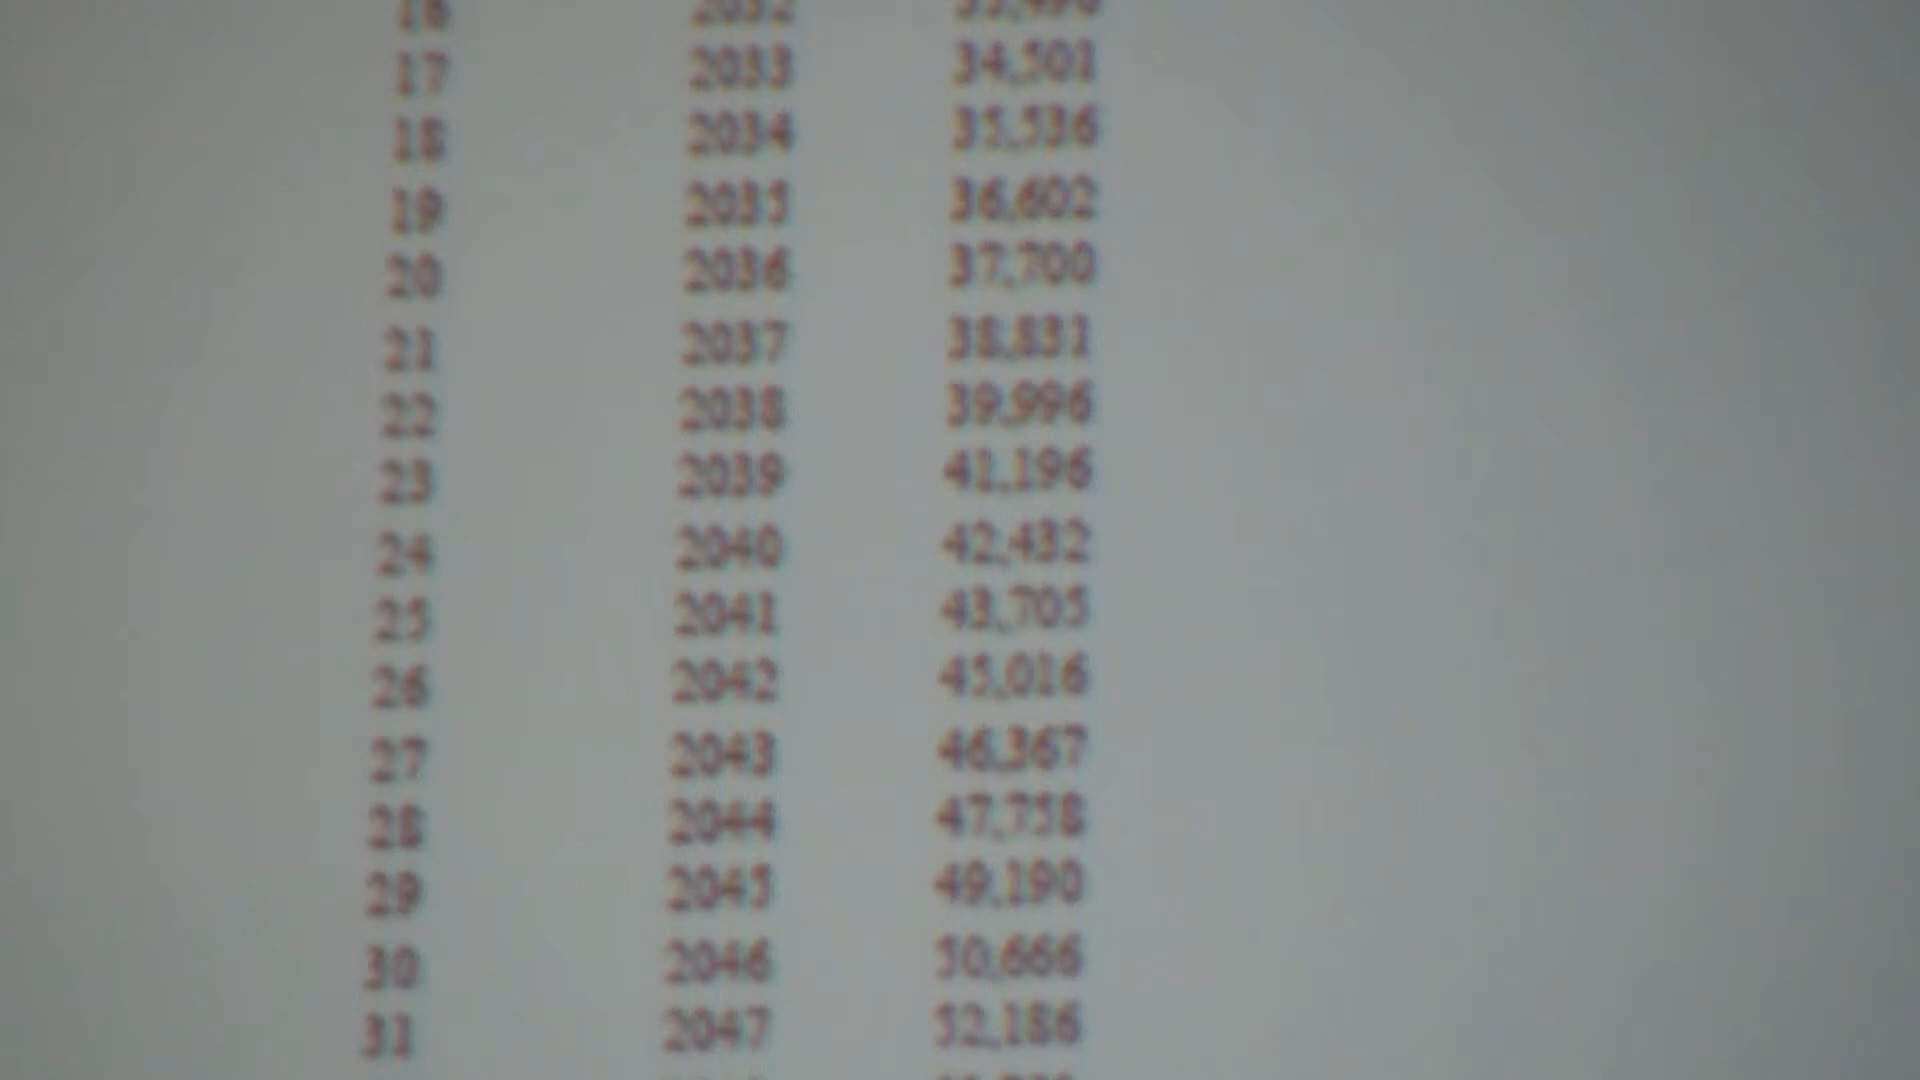 17 2033 34,501
18 2034 35,536
19 2035 36,602
20 2036 37,700
21 2037 38,831
22 2038 39,996
23 2039 41,196
24 2040 42,432
25 2041 43,705
26 2042 45,016
27 2043 46,367
28 2044 47,758
29 2045 49,190
30 2046 50,666
31 2047 52,186